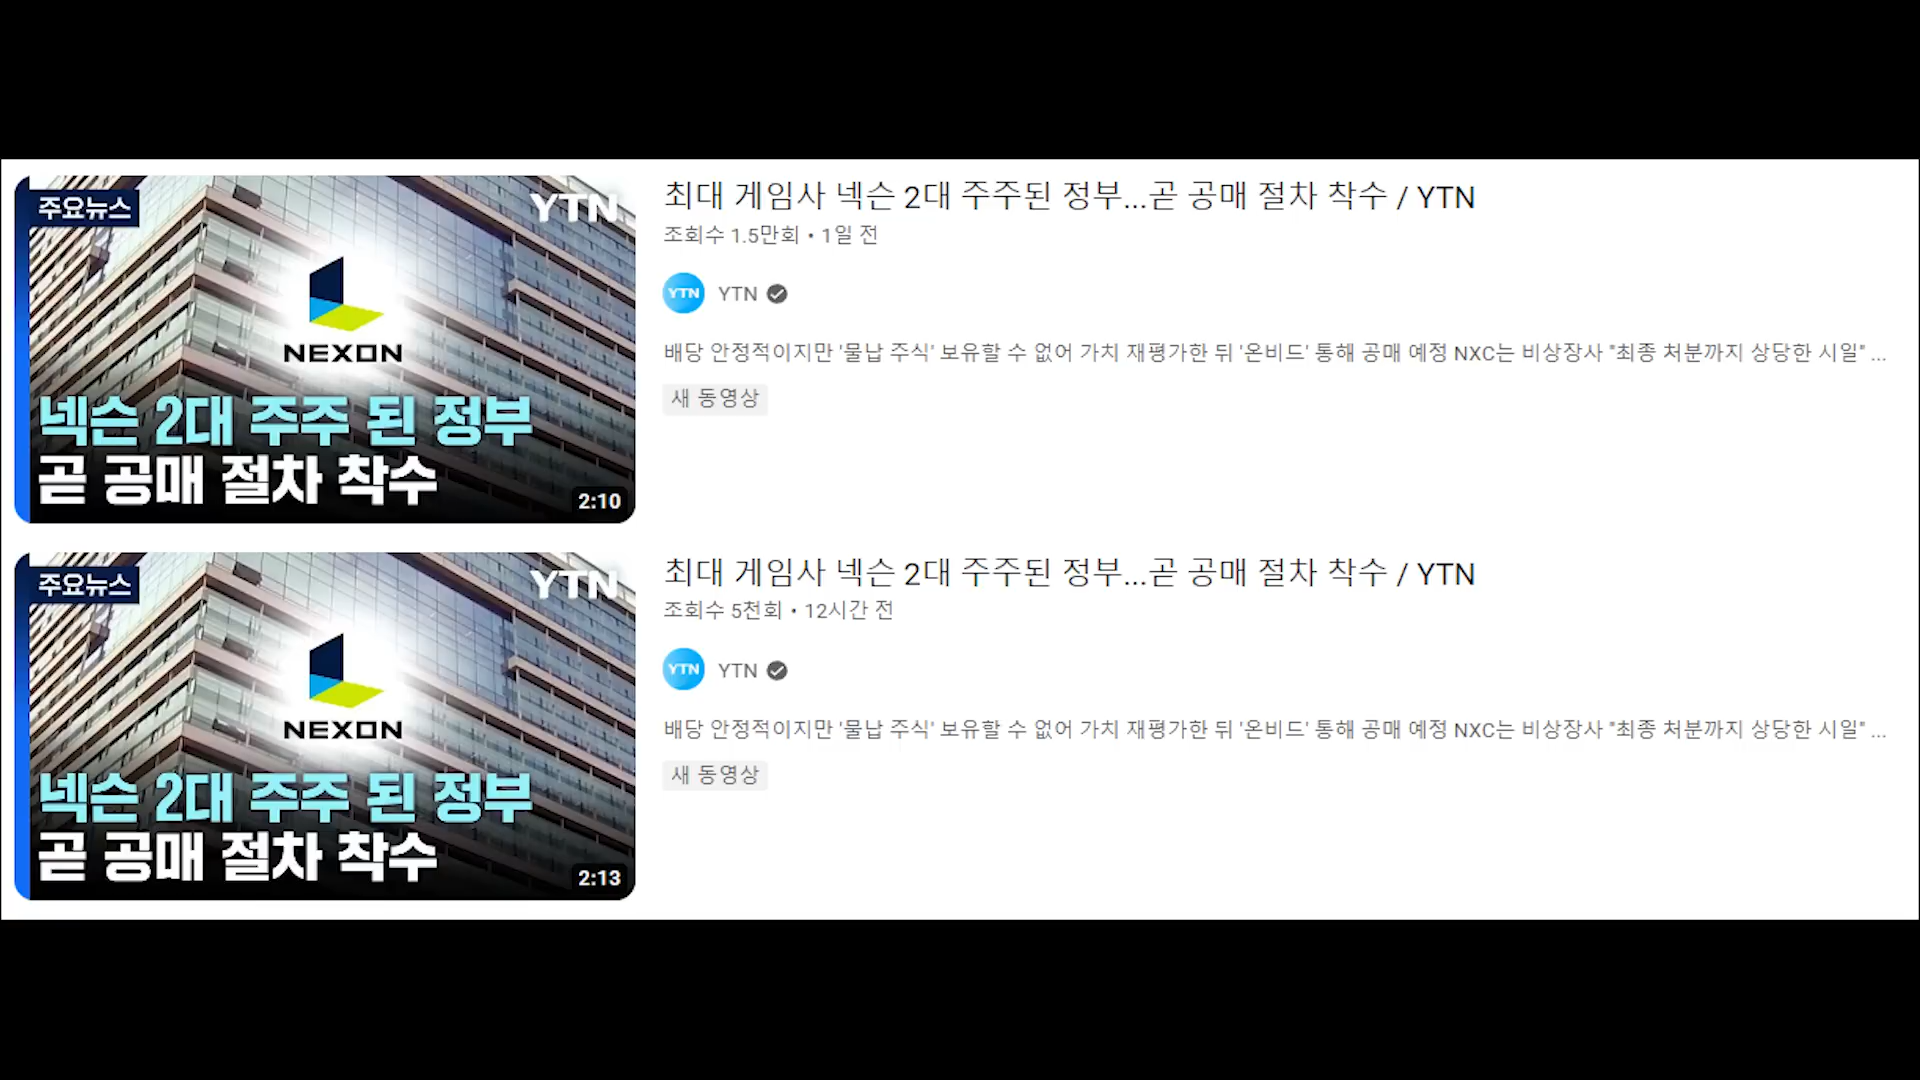 주요뉴스
YTN
NEXON
넥슨 2대 주주 된 정부
곧 공매 절차 착수
2:10
최대 게임사 넥슨 2대 주주된 정부...곧 공매 절차 착수 / YTN
조회수 1.5만회 • 1일 전
YTN YTN
배당 안정적이지만 '물납 주식' 보유할 수 없어 가치 재평가한 뒤 '온비드' 통해 공매 예정 NXC는 비상장사 "최종 처분까지 상당한 시일" ...
새 동영상
주요뉴스
YTN
NEXON
넥슨 2대 주주 된 정부
곧 공매 절차 착수
2:13
최대 게임사 넥슨 2대 주주된 정부...곧 공매 절차 착수 / YTN
조회수 5천회 • 12시간 전
YTN YTN
배당 안정적이지만 '물납 주식' 보유할 수 없어 가치 재평가한 뒤 '온비드' 통해 공매 예정 NXC는 비상장사 "최종 처분까지 상당한 시일" ...
새 동영상